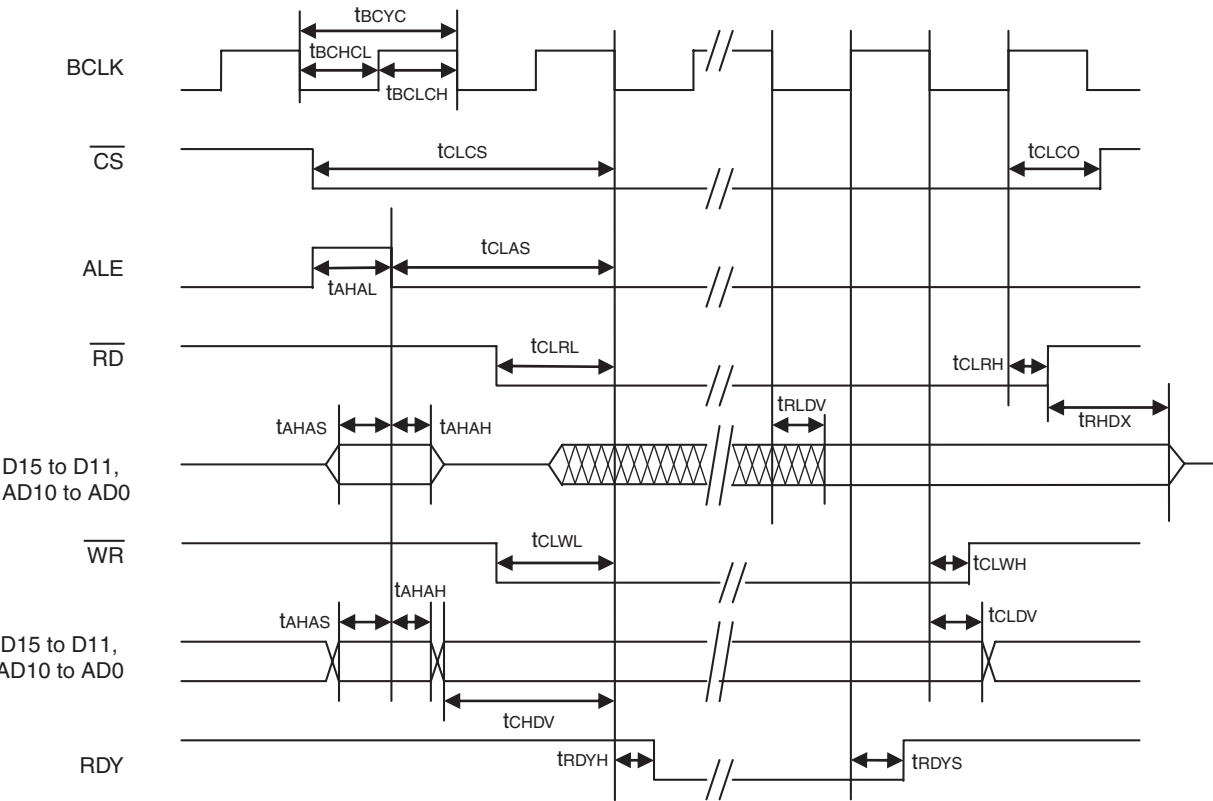 tBCYC
BCLK
tBCHCL
tBCLCH
CS
tCLCS
tCLCO
ALE
tCLAS
tAHAL
RD
tCLRL
tCLRH
tAHAS
tAHAH
tRLDV
tRHDX
D15 to D11,
AD10 to AD0
WR
tCLWL
tCLWH
tAHAH
tAHAS
tCLDV
D15 to D11,
AD10 to AD0
tCHDV
RDY
tRDYH
tRDYS